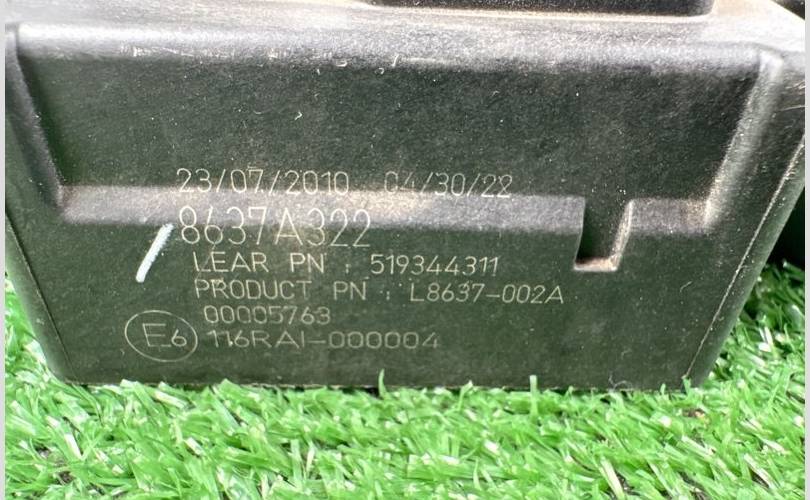 23/07/2010 04/30/22
8637A322
LEAR PN : 519344311
PRODUCT PN : L8637-002A
00005763
E6 116RAI-000004